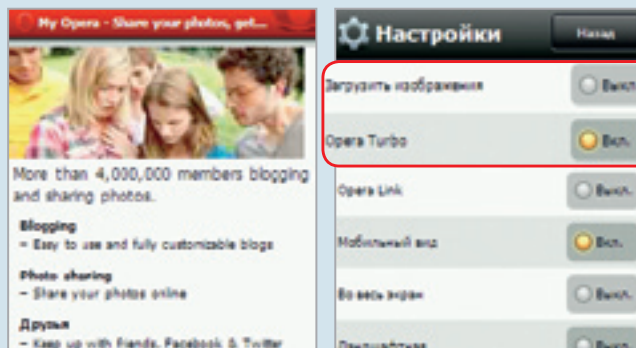 My Opera - Share your photos, get...
More than 4,000,000 members blogging
and sharing photos.
Blogging
- Easy to use and fully customizable blogs
Photo sharing
- Share your photos online
Друзья
- Keep up with friends, Facebook & Twitter
Настройки
Назад
Загрузить изображения
Выкл.
Opera Turbo
Вкл.
Opera Link
Выкл.
Мобильный вид
Вкл.
Во весь экран
Выкл.
Ландшафтная
Выкл.